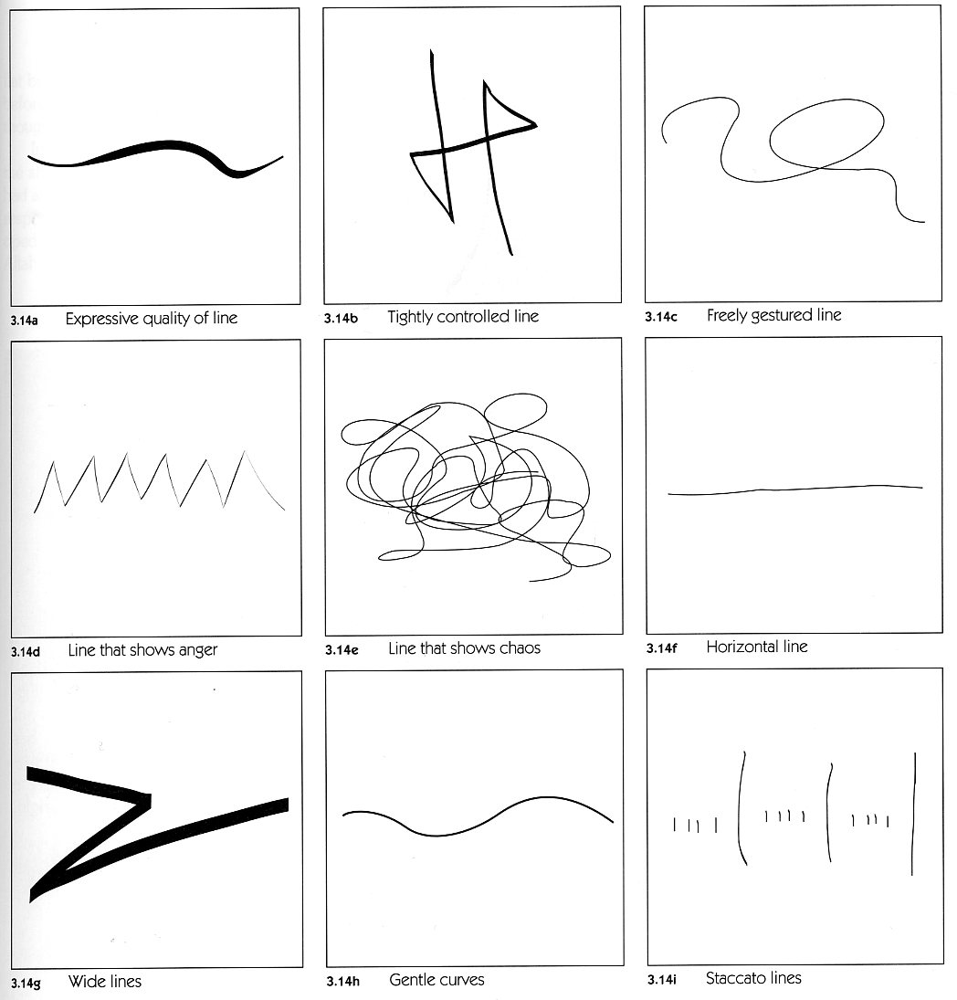 3.14a Expressive quality of line
3.14b Tightly controlled line
3.14c Freely gestured line
3.14d Line that shows anger
3.14e Line that shows chaos
3.14f Horizontal line
3.14g Wide lines
3.14h Gentle curves
3.14i Staccato lines